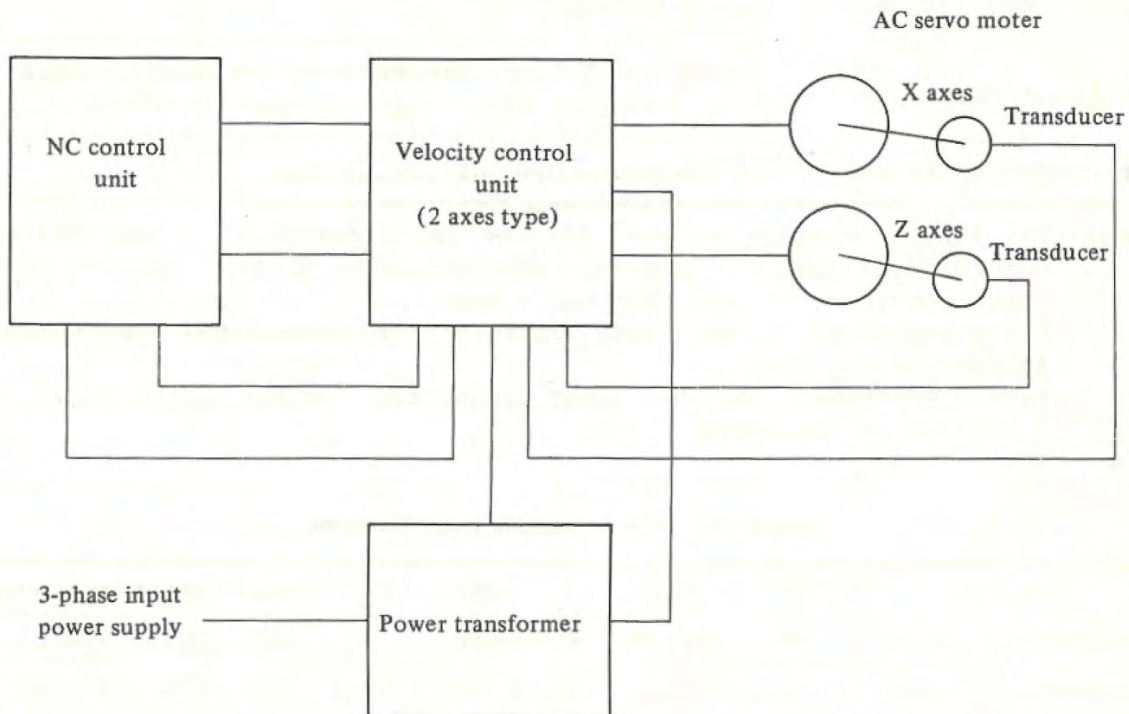 AC servo moter
X axes
Transducer
NC control
unit
Velocity control
unit
(2 axes type)
Z axes
Transducer
3-phase input
power supply
Power transformer